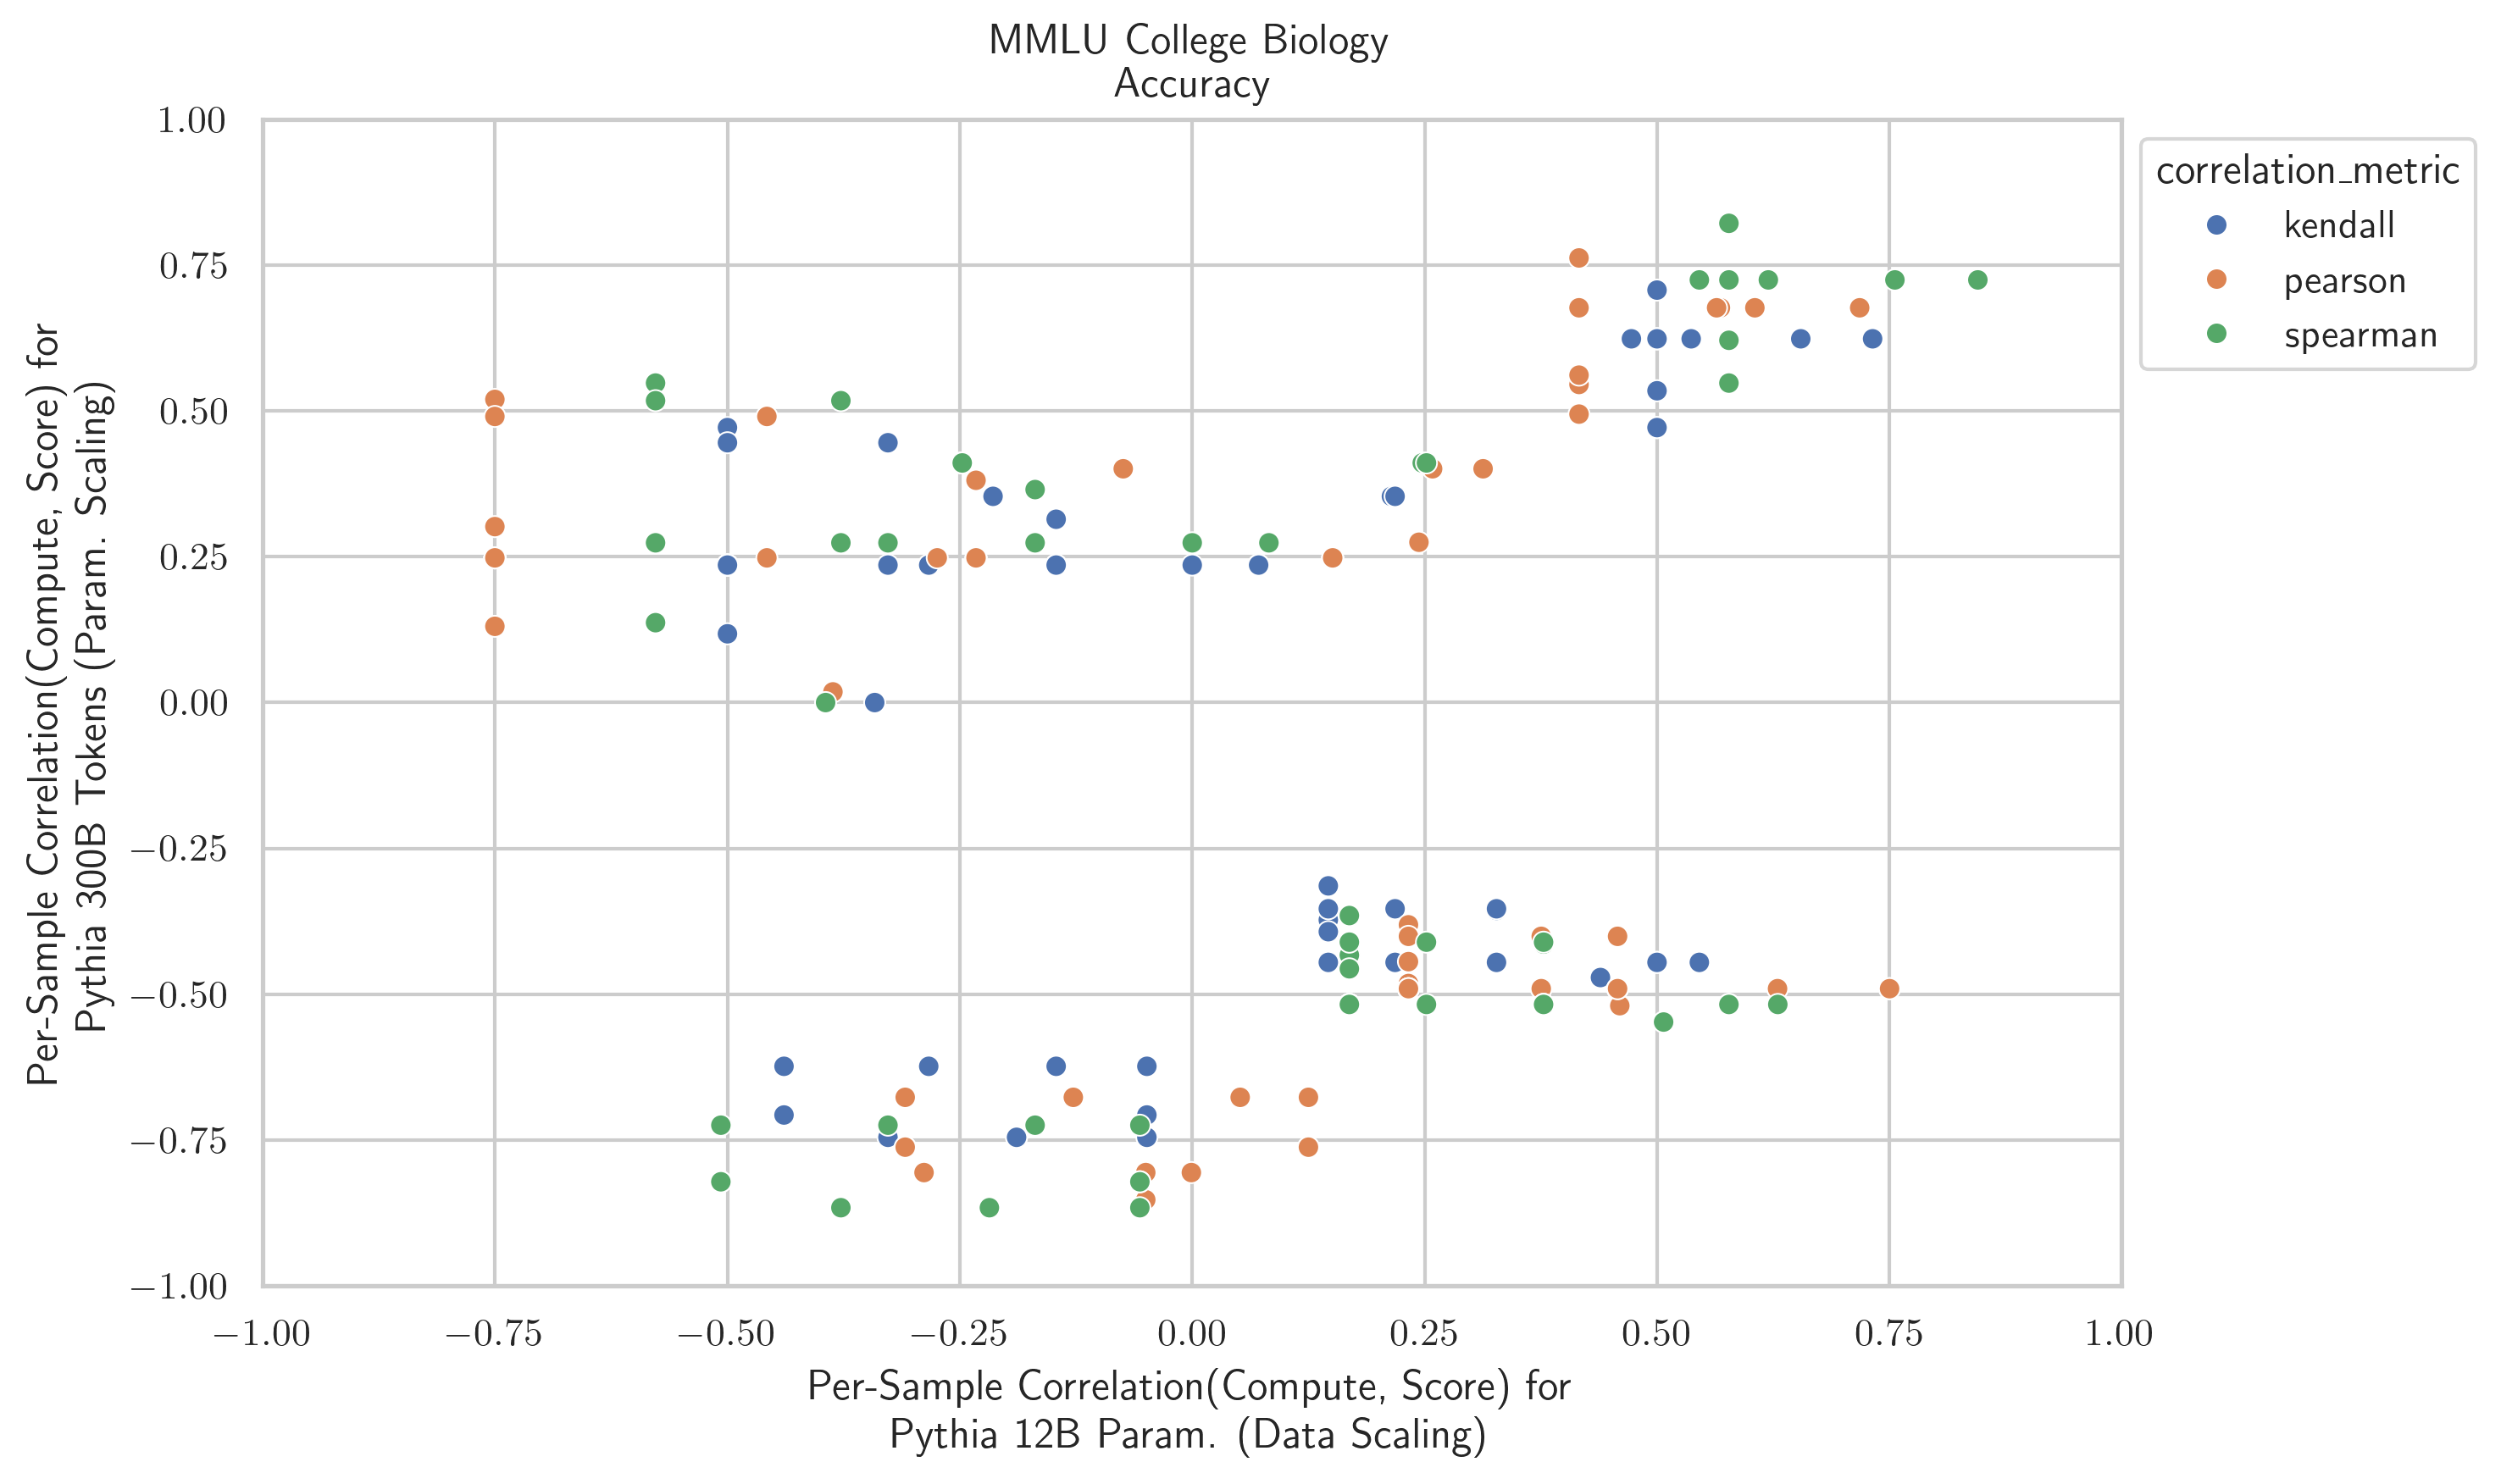 MMLU College Biology
Accuracy
1.00
0.75
0.50
0.25
0.00
−0.25
−0.50
−0.75
−1.00
Per-Sample Correlation(Compute, Score) for
Pythia 300B Tokens (Param. Scaling)
−1.00
−0.75
−0.50
−0.25
0.00
0.25
0.50
0.75
1.00
Per-Sample Correlation(Compute, Score) for
Pythia 12B Param. (Data Scaling)
correlation_metric
kendall
pearson
spearman